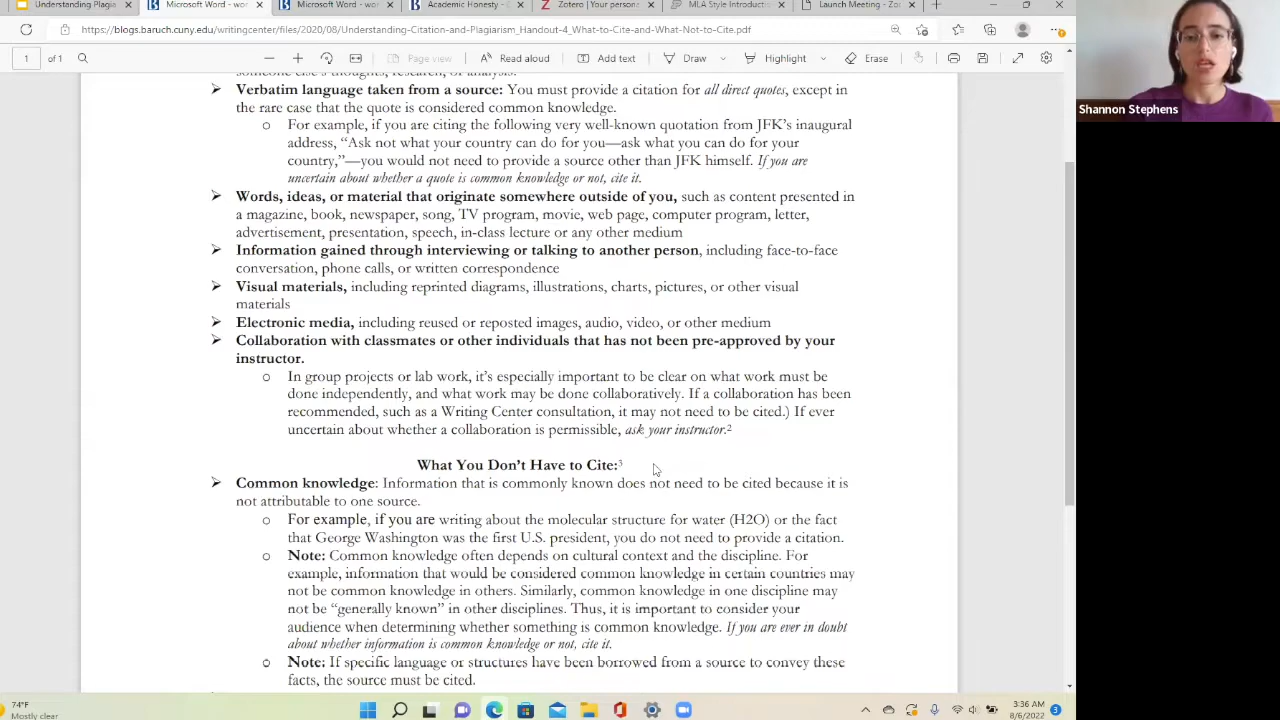 Understanding Plagia
Microsoft Word - wor
Microsoft Word - wor
Academic Honesty - C
Zotero | Your persona
MLA Style Introductio
Launch Meeting - Zoo
https://blogs.baruch.cuny.edu/writingcenter/files/2020/08/Understanding-Citation-and-Plagiarism_Handout-4_What-to-Cite-and-What-Not-to-Cite.pdf
1 of 1
Page view
Read aloud
Add text
Draw
Highlight
Erase
Shannon Stephens
someone else's thoughts, research, or analysis.
➤ Verbatim language taken from a source: You must provide a citation for all direct quotes, except in
the rare case that the quote is considered common knowledge.
o For example, if you are citing the following very well-known quotation from JFK's inaugural
address, “Ask not what your country can do for you—ask what you can do for your
country,”—you would not need to provide a source other than JFK himself. If you are
uncertain about whether a quote is common knowledge or not, cite it.
➤ Words, ideas, or material that originate somewhere outside of you, such as content presented in
a magazine, book, newspaper, song, TV program, movie, web page, computer program, letter,
advertisement, presentation, speech, in-class lecture or any other medium
➤ Information gained through interviewing or talking to another person, including face-to-face
conversation, phone calls, or written correspondence
➤ Visual materials, including reprinted diagrams, illustrations, charts, pictures, or other visual
materials
➤ Electronic media, including reused or reposted images, audio, video, or other medium
➤ Collaboration with classmates or other individuals that has not been pre-approved by your
instructor.
o In group projects or lab work, it's especially important to be clear on what work must be
done independently, and what work may be done collaboratively. If a collaboration has been
recommended, such as a Writing Center consultation, it may not need to be cited.) If ever
uncertain about whether a collaboration is permissible, ask your instructor.²
What You Don't Have to Cite:³
➤ Common knowledge: Information that is commonly known does not need to be cited because it is
not attributable to one source.
o For example, if you are writing about the molecular structure for water (H2O) or the fact
that George Washington was the first U.S. president, you do not need to provide a citation.
o Note: Common knowledge often depends on cultural context and the discipline. For
example, information that would be considered common knowledge in certain countries may
not be common knowledge in others. Similarly, common knowledge in one discipline may
not be “generally known” in other disciplines. Thus, it is important to consider your
audience when determining whether something is common knowledge. If you are ever in doubt
about whether information is common knowledge or not, cite it.
o Note: If specific language or structures have been borrowed from a source to convey these
facts, the source must be cited.
74°F
Mostly clear
3:36 AM
8/6/2022
3